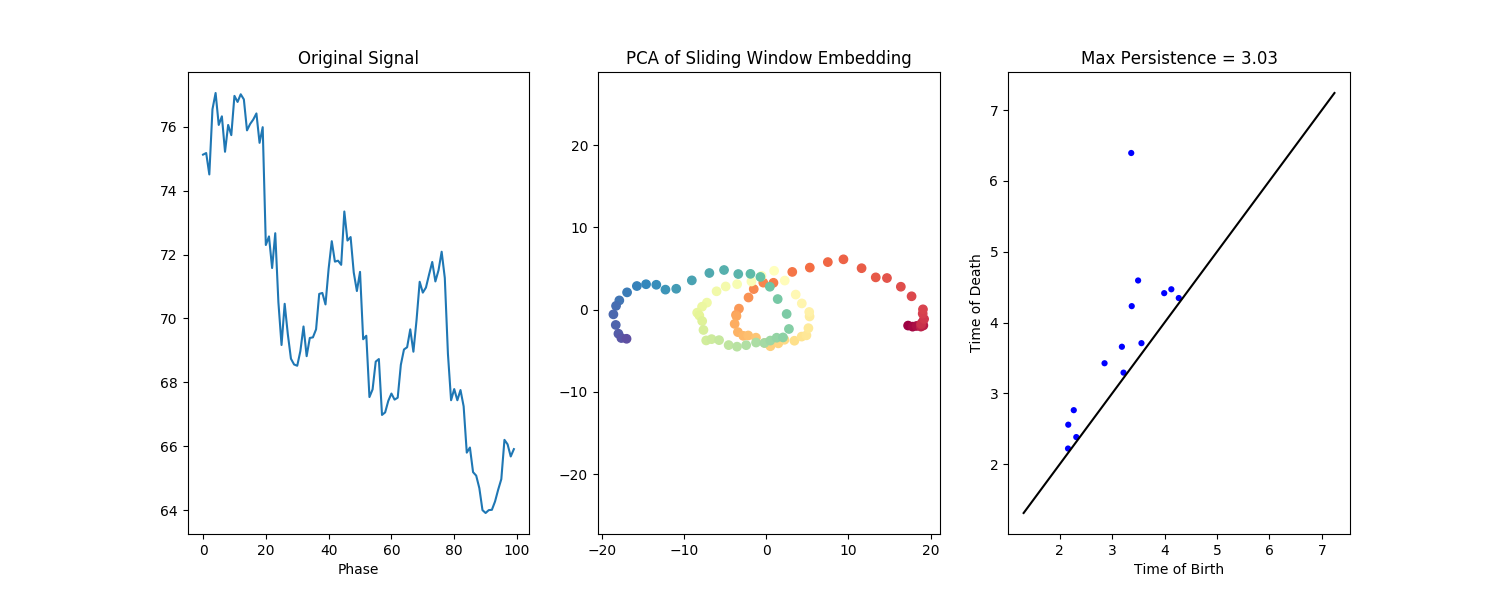 Original Signal
76
74
72
70
68
66
64
0 20 40 60 80 100
Phase
PCA of Sliding Window Embedding
20
10
0
−10
−20
−20 −10 0 10 20
Max Persistence = 3.03
Time of Death
7
6
5
4
3
2
2 3 4 5 6 7
Time of Birth